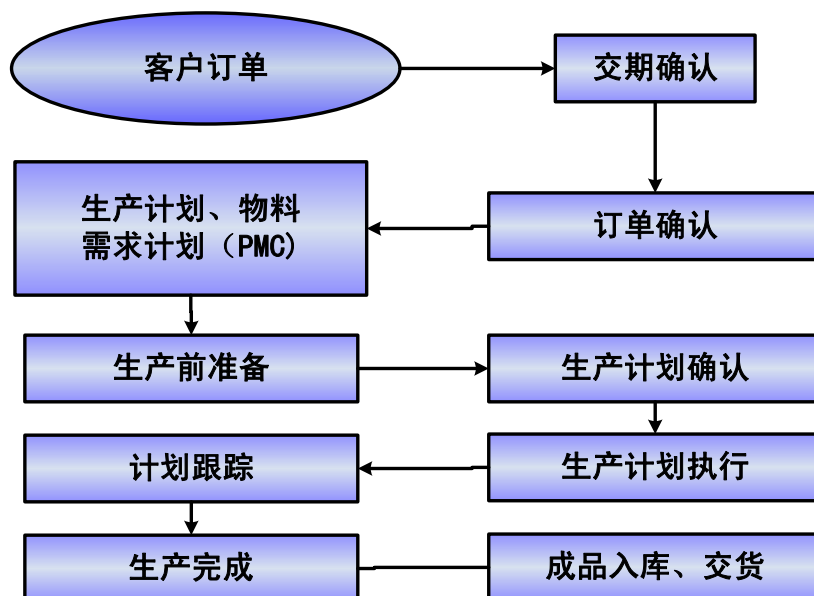 客户订单
交期确认
订单确认
生产计划、物料
需求计划（PMC)
生产前准备
生产计划确认
生产计划执行
计划跟踪
生产完成
成品入库、交货